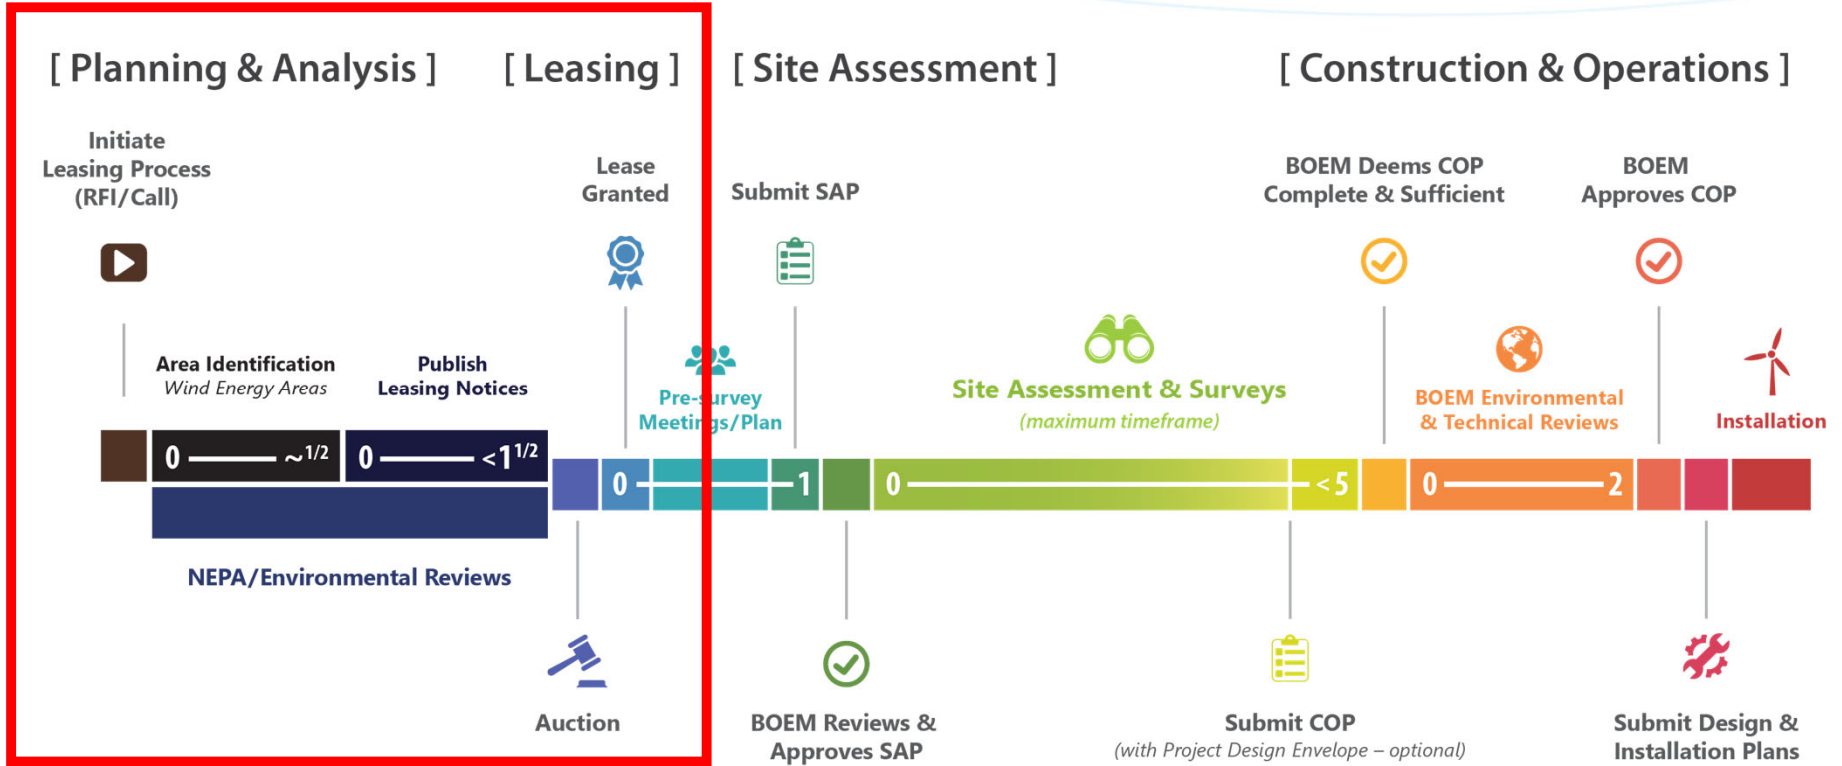 [ Planning & Analysis ]
[ Leasing ]
[ Site Assessment ]
[ Construction & Operations ]
Initiate
Leasing Process
(RFI/Call)
Lease
Granted
Submit SAP
BOEM Deems COP
Complete & Sufficient
BOEM
Approves COP
Area Identification
Wind Energy Areas
Publish
Leasing Notices
Pre-survey
Meetings/Plan
Site Assessment & Surveys
(maximum timeframe)
BOEM Environmental
& Technical Reviews
Installation
0 ~1/2
0 <1 1/2
0 1
0 <5
0 2
NEPA/Environmental Reviews
Auction
BOEM Reviews &
Approves SAP
Submit COP
(with Project Design Envelope – optional)
Submit Design &
Installation Plans